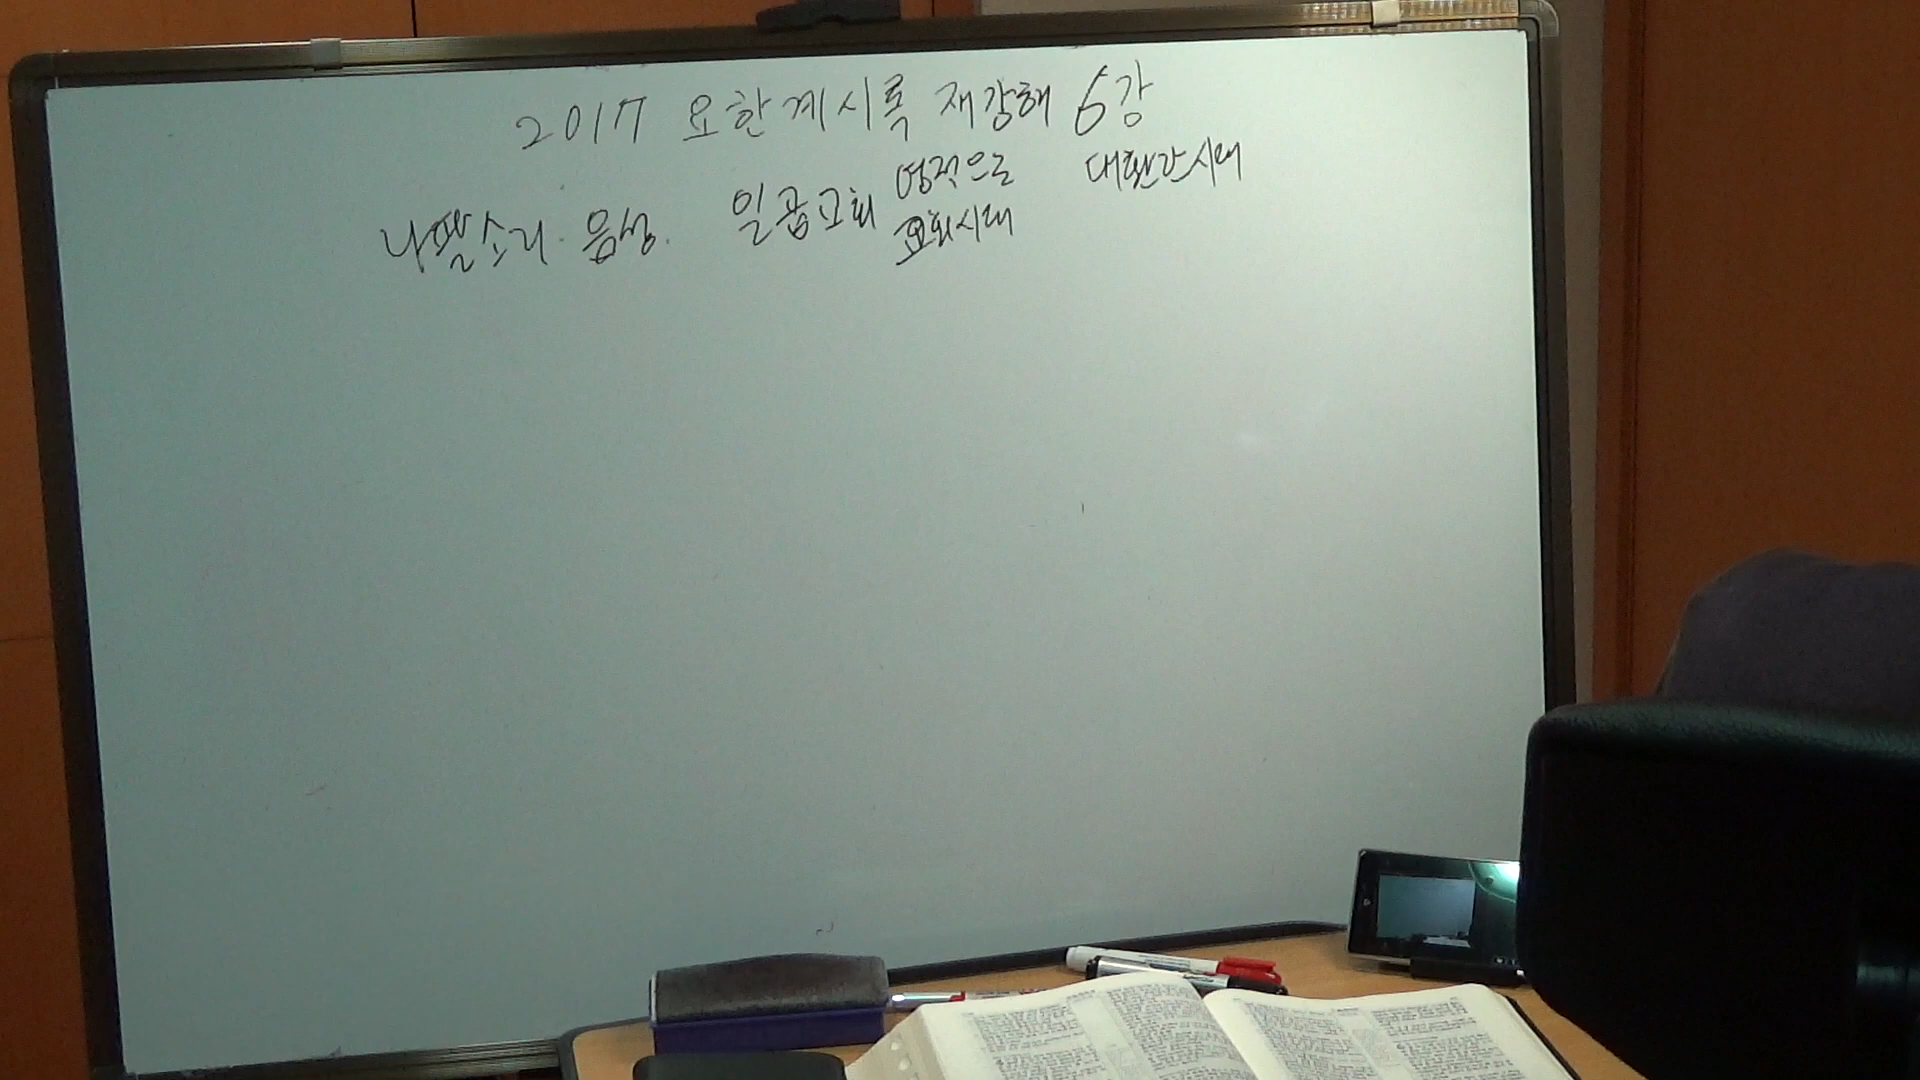 2017 요한계시록 재강해 6강
나팔소리. 음성. 일곱교회 영적으로 대환란시대
교회시대